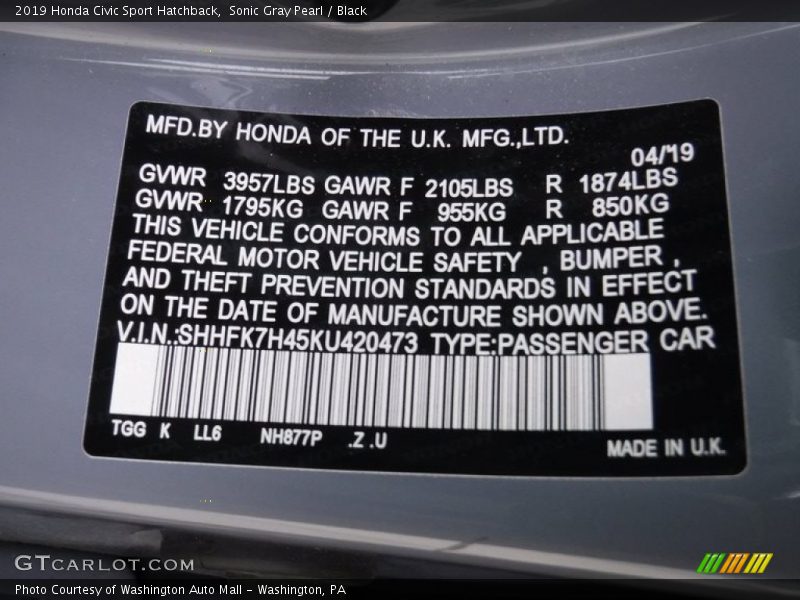 2019 Honda Civic Sport Hatchback, Sonic Gray Pearl / Black
MFD.BY HONDA OF THE U.K. MFG.,LTD.
04/'19
GVWR 3957LBS GAWR F 2105LBS R 1874LBS
GVWR 1795KG GAWR F 955KG R 850KG
THIS VEHICLE CONFORMS TO ALL APPLICABLE
FEDERAL MOTOR VEHICLE SAFETY , BUMPER ,
AND THEFT PREVENTION STANDARDS IN EFFECT
ON THE DATE OF MANUFACTURE SHOWN ABOVE.
V.I.N.:SHHFK7H45KU420473 TYPE:PASSENGER CAR
TGG K LL6 NH877P .Z .U
MADE IN U.K.
GTCARLOT.COM
Photo Courtesy of Washington Auto Mall - Washington, PA